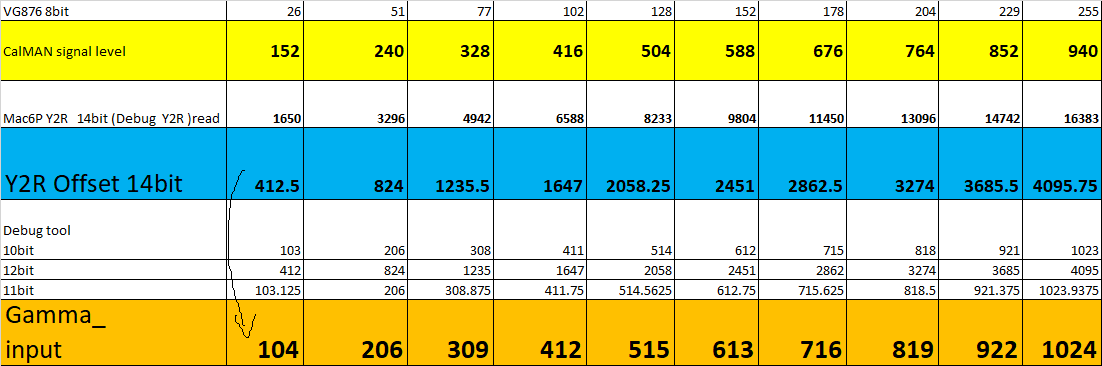 VG876 8bit 26 51 77 102 128 152 178 204 229 255
CalMAN signal level 152 240 328 416 504 588 676 764 852 940
Mac6P Y2R 14bit (Debug Y2R )read 1650 3296 4942 6588 8233 9804 11450 13096 14742 16383
Y2R Offset 14bit 412.5 824 1235.5 1647 2058.25 2451 2862.5 3274 3685.5 4095.75
Debug tool
10bit 103 206 308 411 514 612 715 818 921 1023
12bit 412 824 1235 1647 2058 2451 2862 3274 3685 4095
11bit 103.125 206 308.875 411.75 514.5625 612.75 715.625 818.5 921.375 1023.9375
Gamma_
input 104 206 309 412 515 613 716 819 922 1024